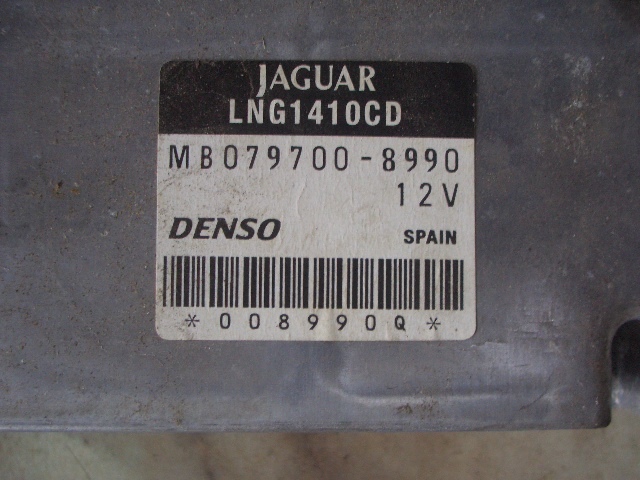 JAGUAR
LNG1410CD
MB079700-8990
12V
DENSO SPAIN
*008990Q*